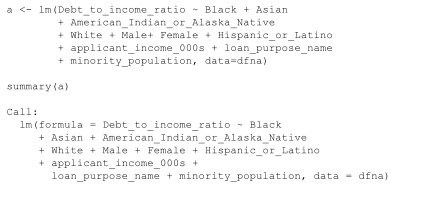 a <- lm(Debt_to_income_ratio ~ Black + Asian
+ American_Indian_or_Alaska_Native
+ White + Male+ Female + Hispanic_or_Latino
+ applicant_income_000s + loan_purpose_name
+ minority_population, data=dfna)
summary(a)
Call:
lm(formula = Debt_to_income_ratio ~ Black
+ Asian + American_Indian_or_Alaska_Native
+ White + Male + Female + Hispanic_or_Latino
+ applicant_income_000s +
loan_purpose_name + minority_population, data = dfna)